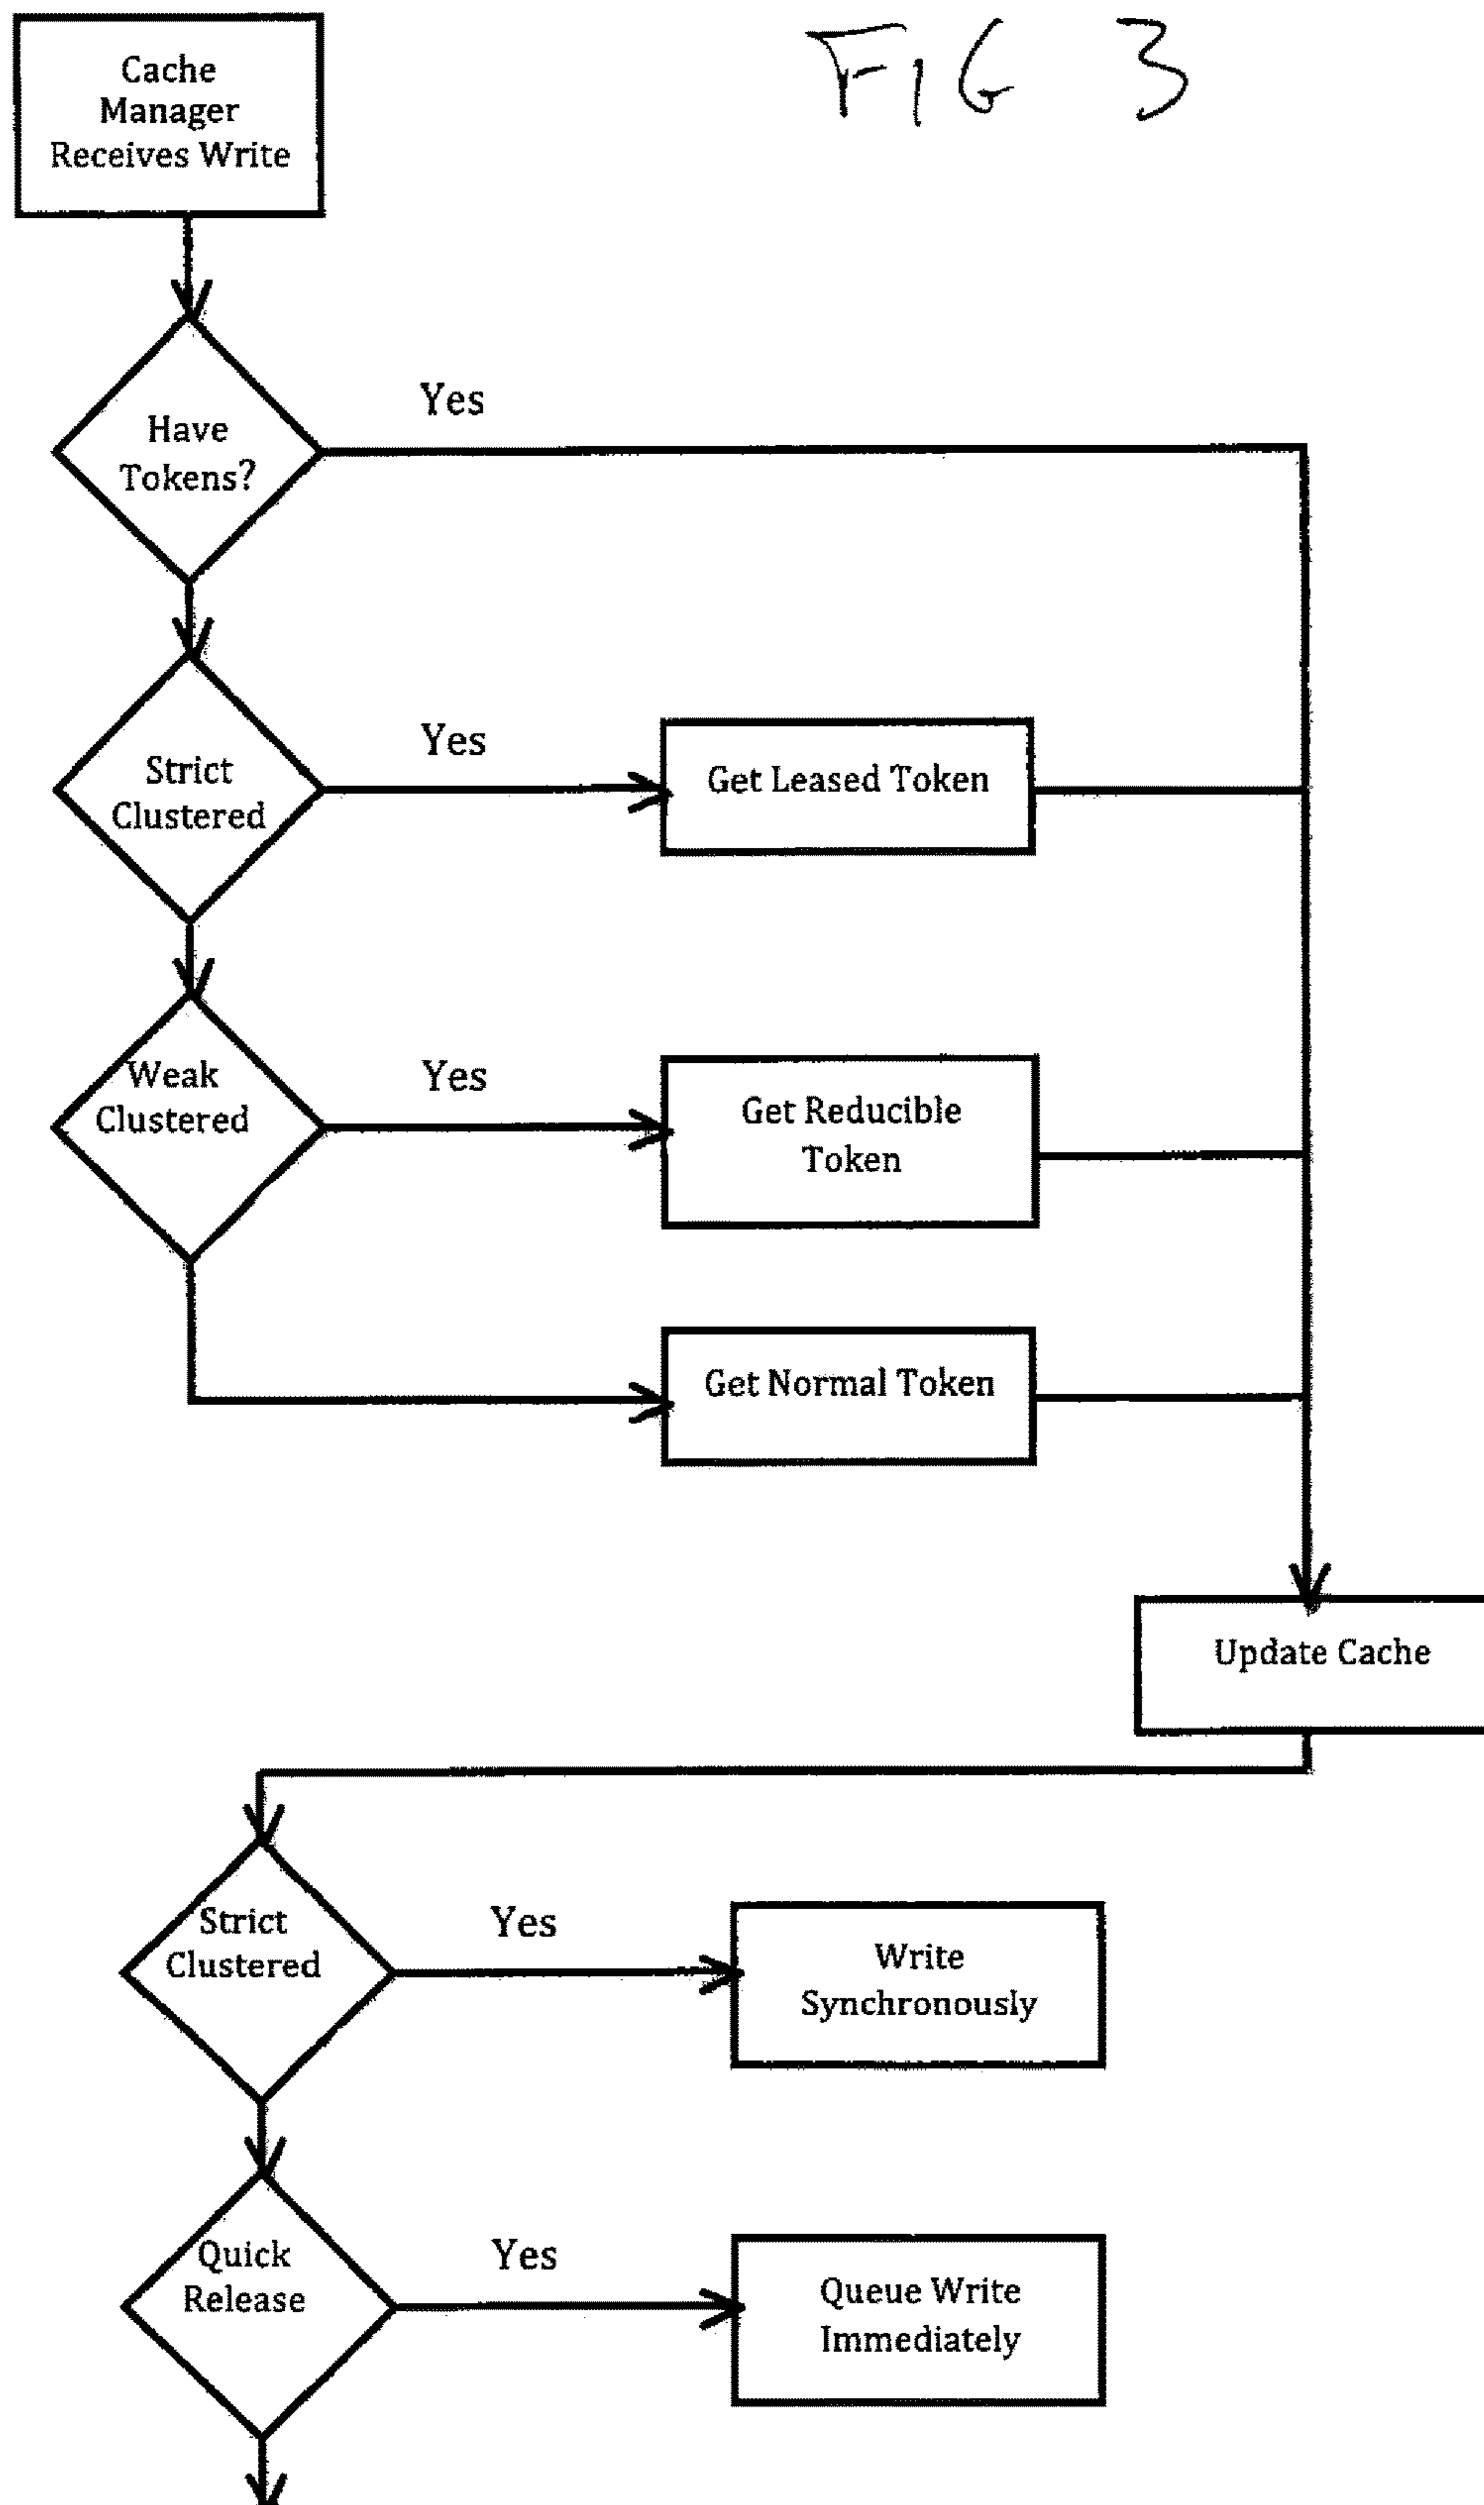 FIG 3
Cache
Manager
Receives Write
Yes
Have
Tokens?
Yes
Strict
Clustered
Get Leased Token
Yes
Weak
Clustered
Get Reducible
Token
Get Normal Token
Update Cache
Yes
Strict
Clustered
Write
Synchronously
Yes
Quick
Release
Queue Write
Immediately